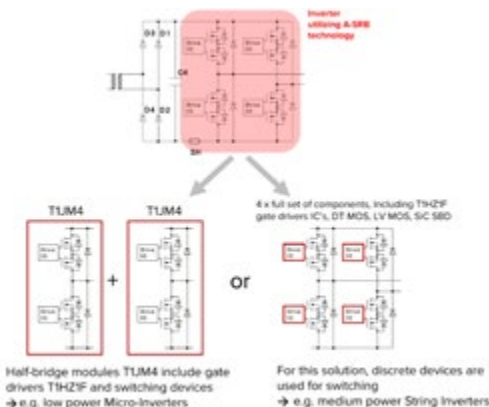 Inverter
utilizing A-SRB
technology
D3 D1
CX
D4 D2
SH
T1JM4 T1JM4
4 x full set of components, including T1HZ1F
gate drivers IC's, DT MOS, LV MOS, SiC SBD
+
or
Half-bridge modules T1JM4 include gate
drivers T1HZ1F and switching devices
→ e.g. low power Micro-Inverters
For this solution, discrete devices are
used for switching
→ e.g. medium power String Inverters